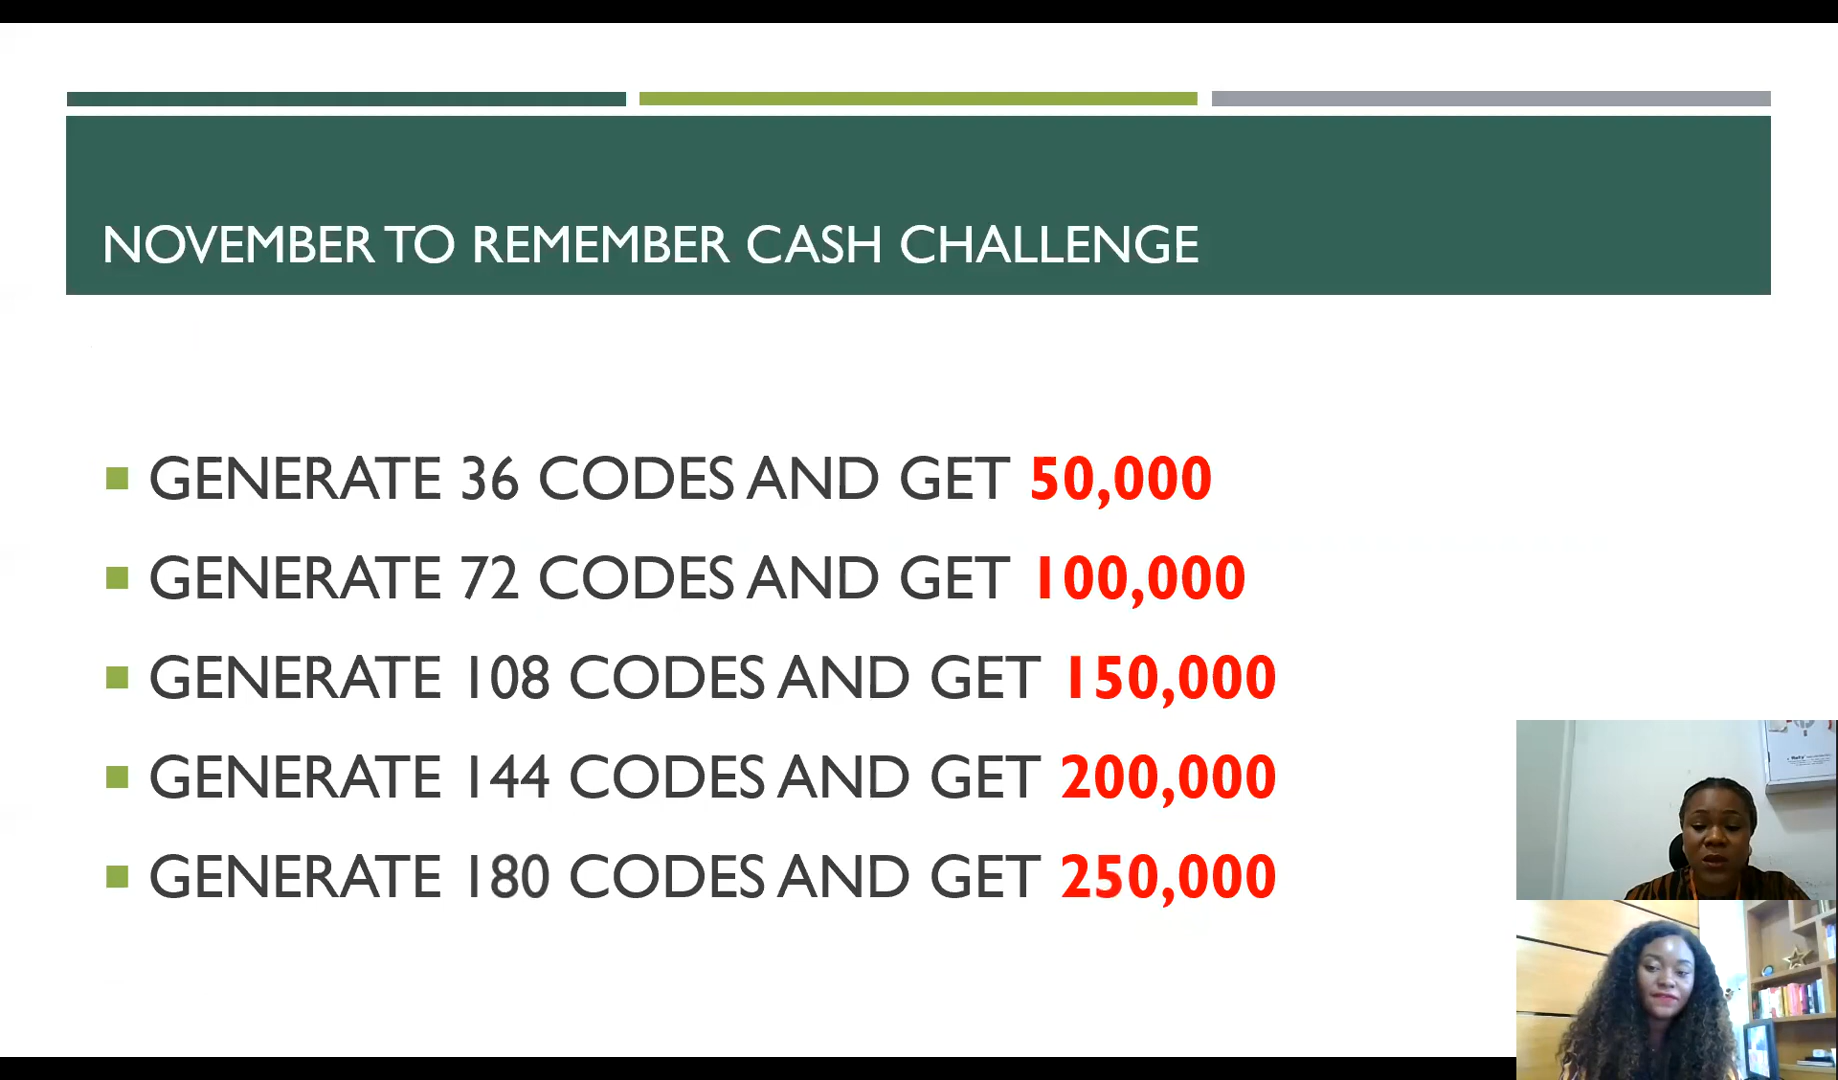 NOVEMBER TO REMEMBER CASH CHALLENGE
GENERATE 36 CODES AND GET 50,000
GENERATE 72 CODES AND GET 100,000
GENERATE 108 CODES AND GET 150,000
GENERATE 144 CODES AND GET 200,000
GENERATE 180 CODES AND GET 250,000